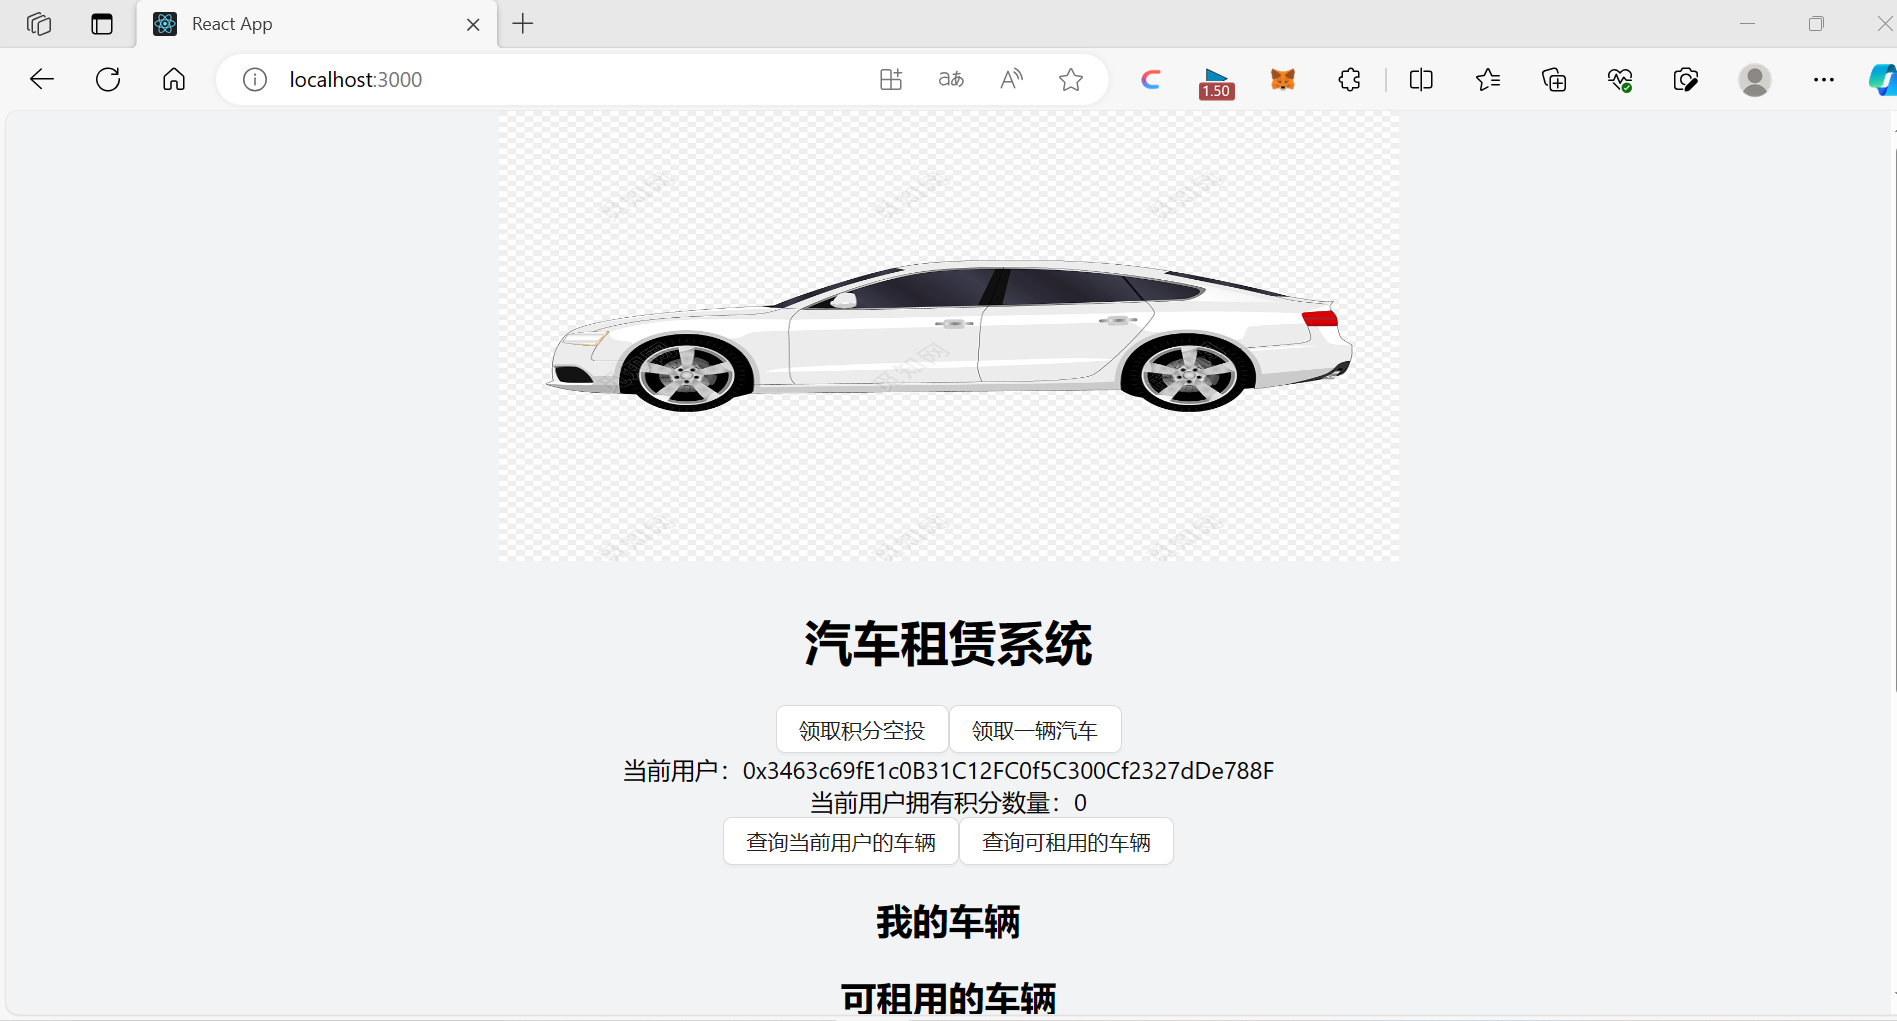 React App
localhost:3000
aあ
1.50
汽车租赁系统
领取积分空投 领取一辆汽车
当前用户：0x3463c69fE1c0B31C12FC0f5C300Cf2327dDe788F
当前用户拥有积分数量：0
查询当前用户的车辆 查询可租用的车辆
我的车辆
可租用的车辆